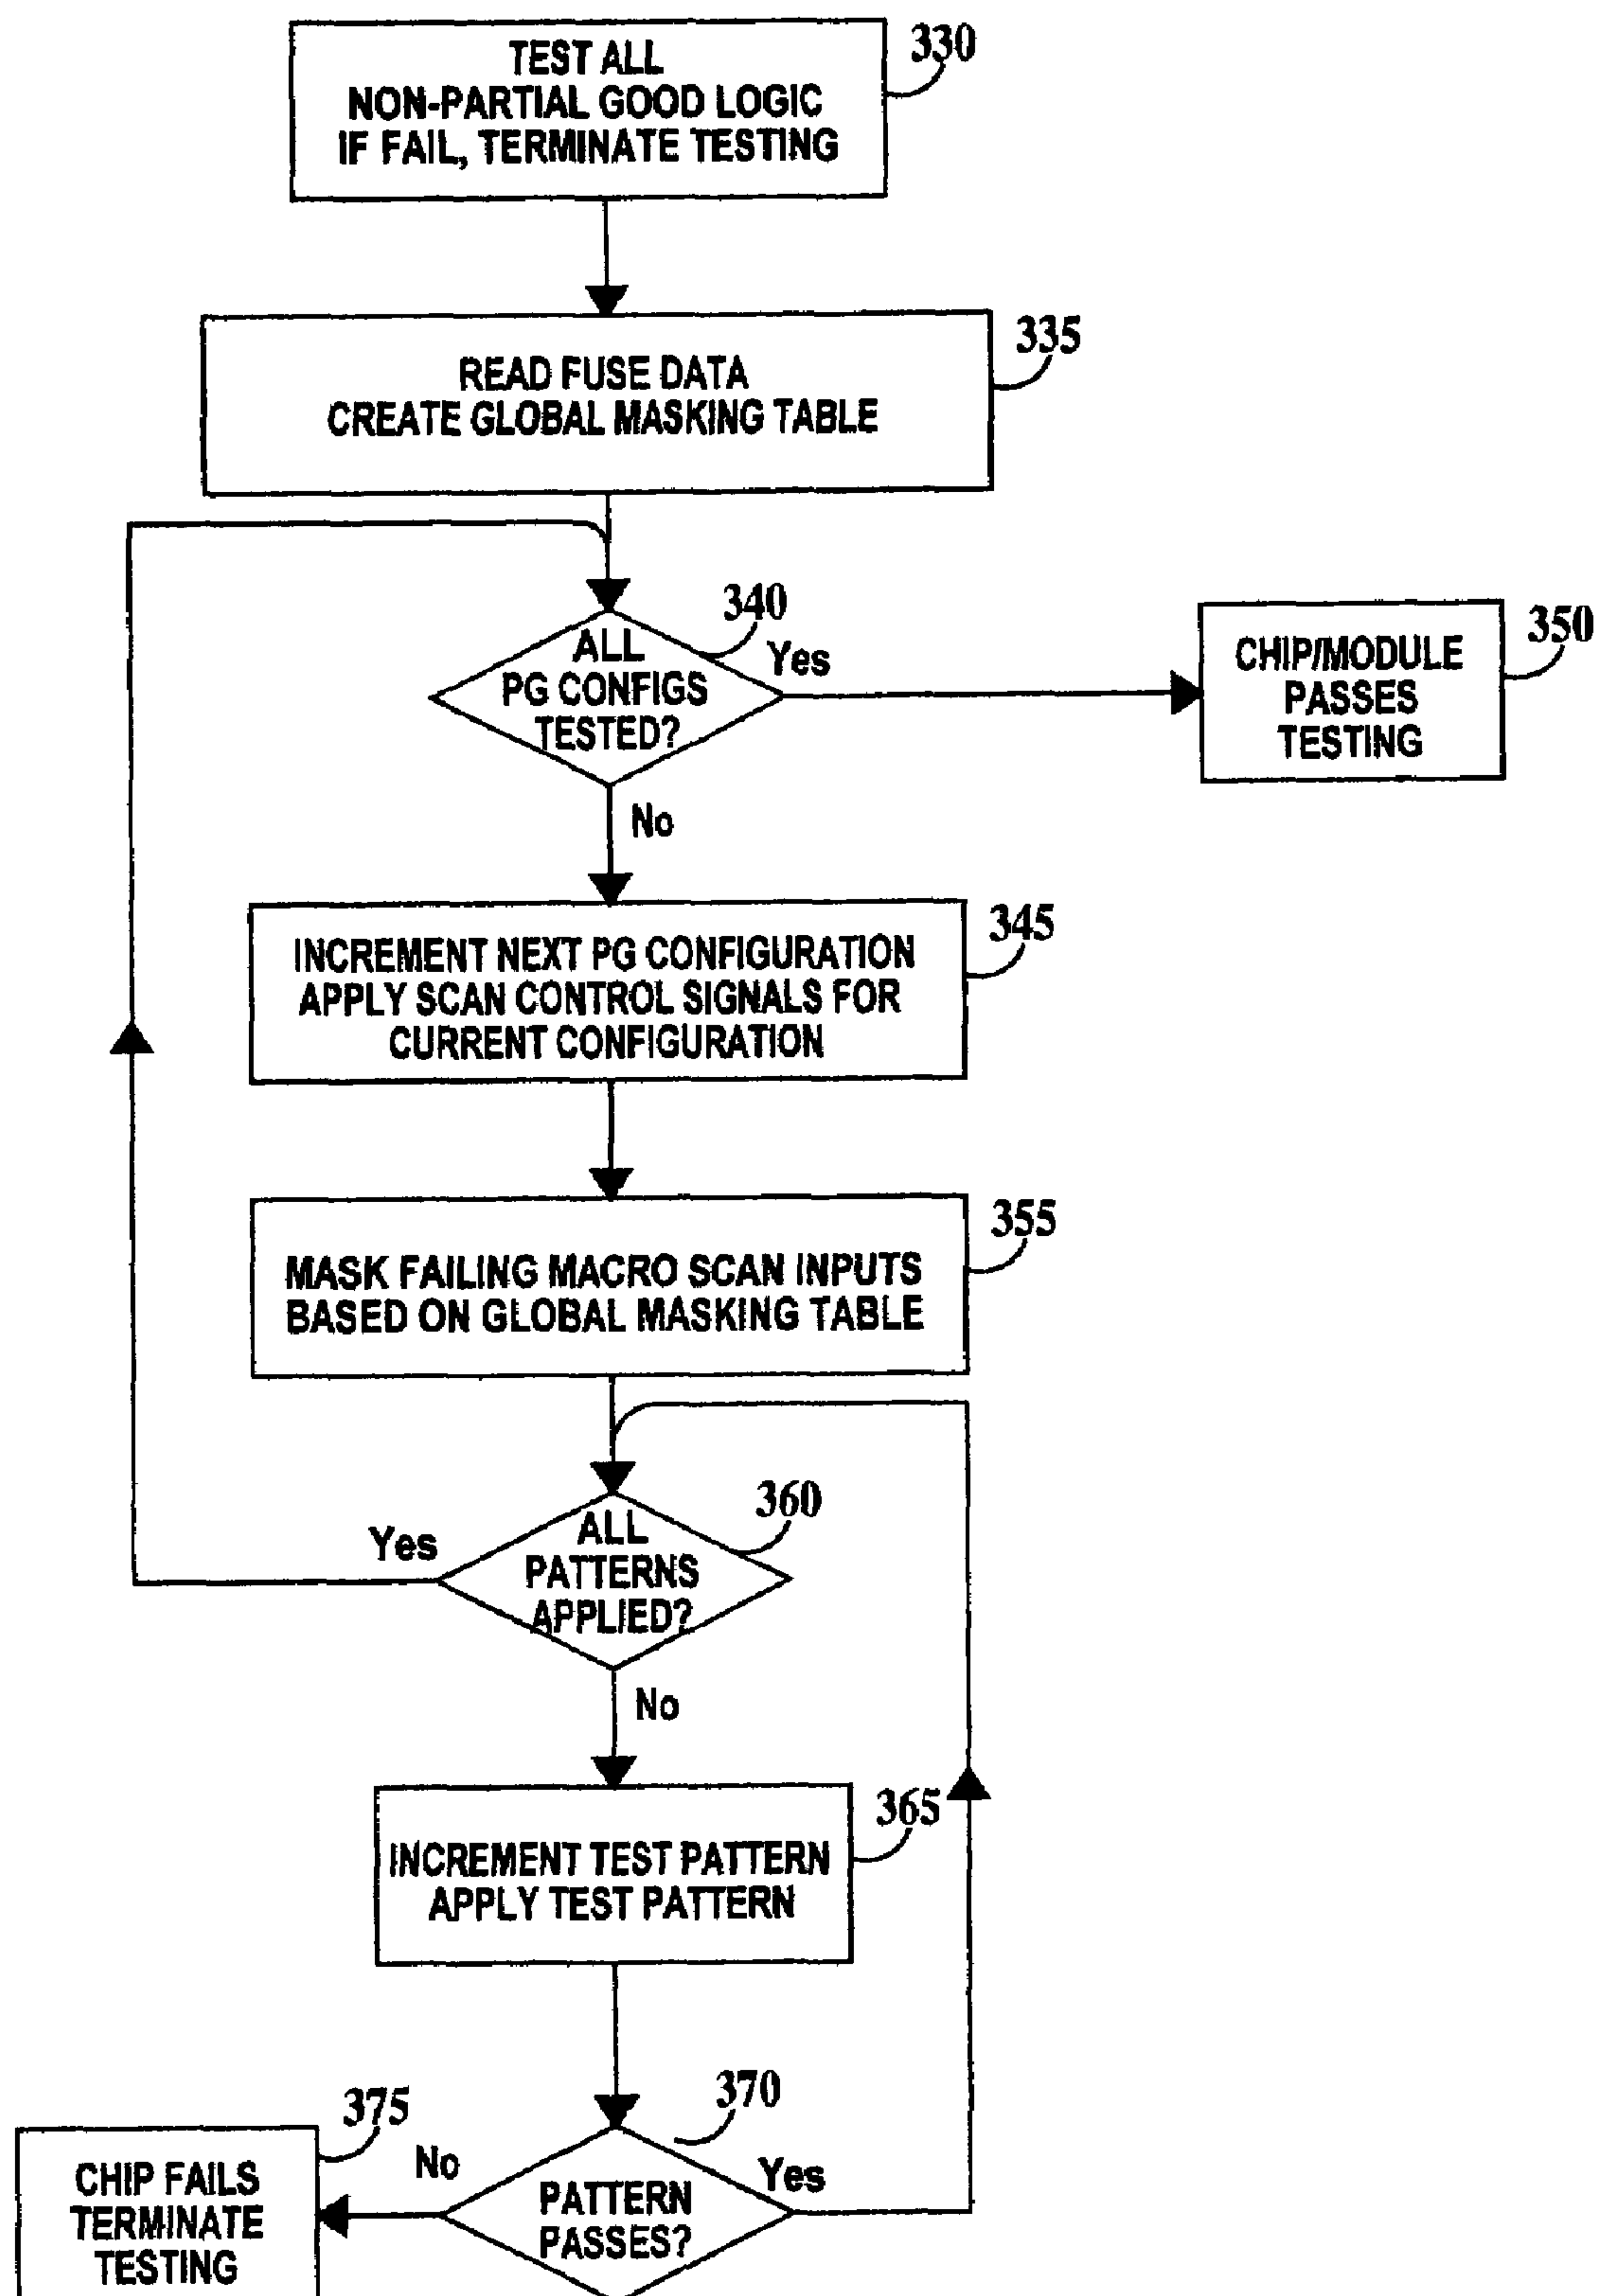 TEST ALL
NON-PARTIAL GOOD LOGIC
IF FAIL, TERMINATE TESTING
330
READ FUSE DATA
CREATE GLOBAL MASKING TABLE
335
ALL
PG CONFIGS
TESTED?
340
Yes
CHIP/MODULE
PASSES
TESTING
350
No
INCREMENT NEXT PG CONFIGURATION
APPLY SCAN CONTROL SIGNALS FOR
CURRENT CONFIGURATION
345
MASK FAILING MACRO SCAN INPUTS
BASED ON GLOBAL MASKING TABLE
355
Yes
ALL
PATTERNS
APPLIED?
360
No
INCREMENT TEST PATTERN
APPLY TEST PATTERN
365
CHIP FAILS
TERMINATE
TESTING
375
No
PATTERN
PASSES?
370
Yes